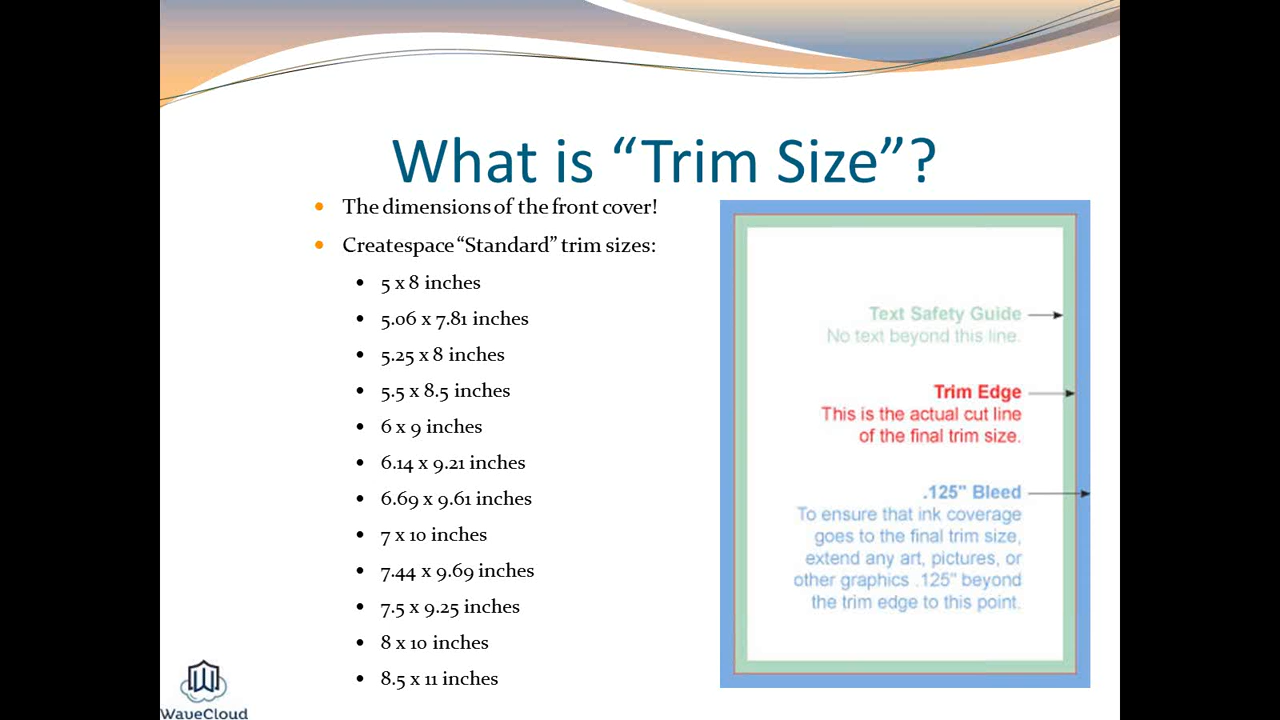 What is “Trim Size”?
The dimensions of the front cover!
Createspace “Standard” trim sizes:
5 x 8 inches
5.06 x 7.81 inches
5.25 x 8 inches
5.5 x 8.5 inches
6 x 9 inches
6.14 x 9.21 inches
6.69 x 9.61 inches
7 x 10 inches
7.44 x 9.69 inches
7.5 x 9.25 inches
8 x 10 inches
8.5 x 11 inches
Text Safety Guide
No text beyond this line.
Trim Edge
This is the actual cut line
of the final trim size.
.125" Bleed
To ensure that ink coverage
goes to the final trim size,
extend any art, pictures, or
other graphics .125" beyond
the trim edge to this point.
WaveCloud